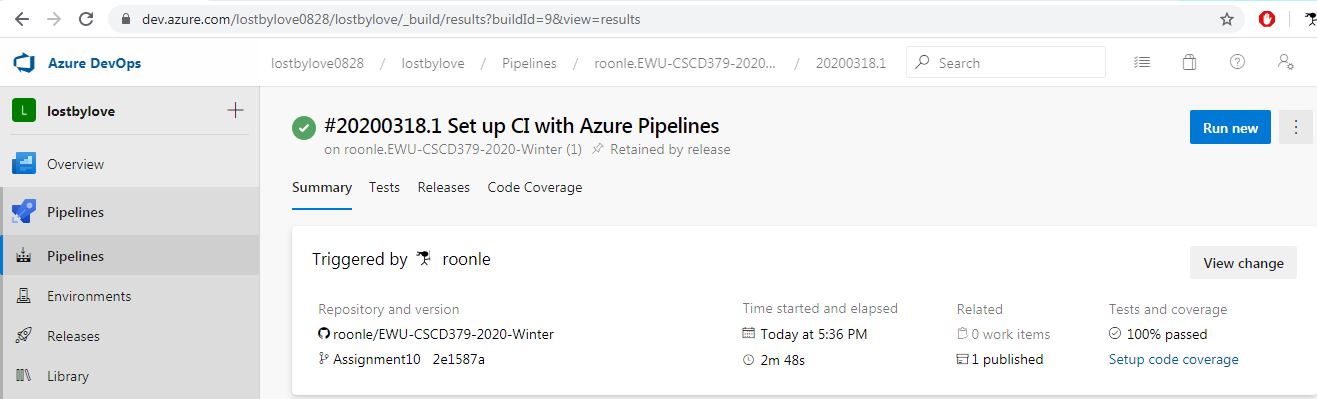 dev.azure.com/lostbylove0828/lostbylove/_build/results?buildId=9&view=results
Azure DevOps
lostbylove0828 / lostbylove / Pipelines / roonle.EWU-CSCD379-2020... / 20200318.1
Search
L lostbylove
Overview
Pipelines
Pipelines
Environments
Releases
Library
#20200318.1 Set up CI with Azure Pipelines
on roonle.EWU-CSCD379-2020-Winter (1) Retained by release
Run new
Summary Tests Releases Code Coverage
Triggered by roonle
View change
Repository and version
roonle/EWU-CSCD379-2020-Winter
Assignment10 2e1587a
Time started and elapsed
Today at 5:36 PM
2m 48s
Related
0 work items
1 published
Tests and coverage
100% passed
Setup code coverage